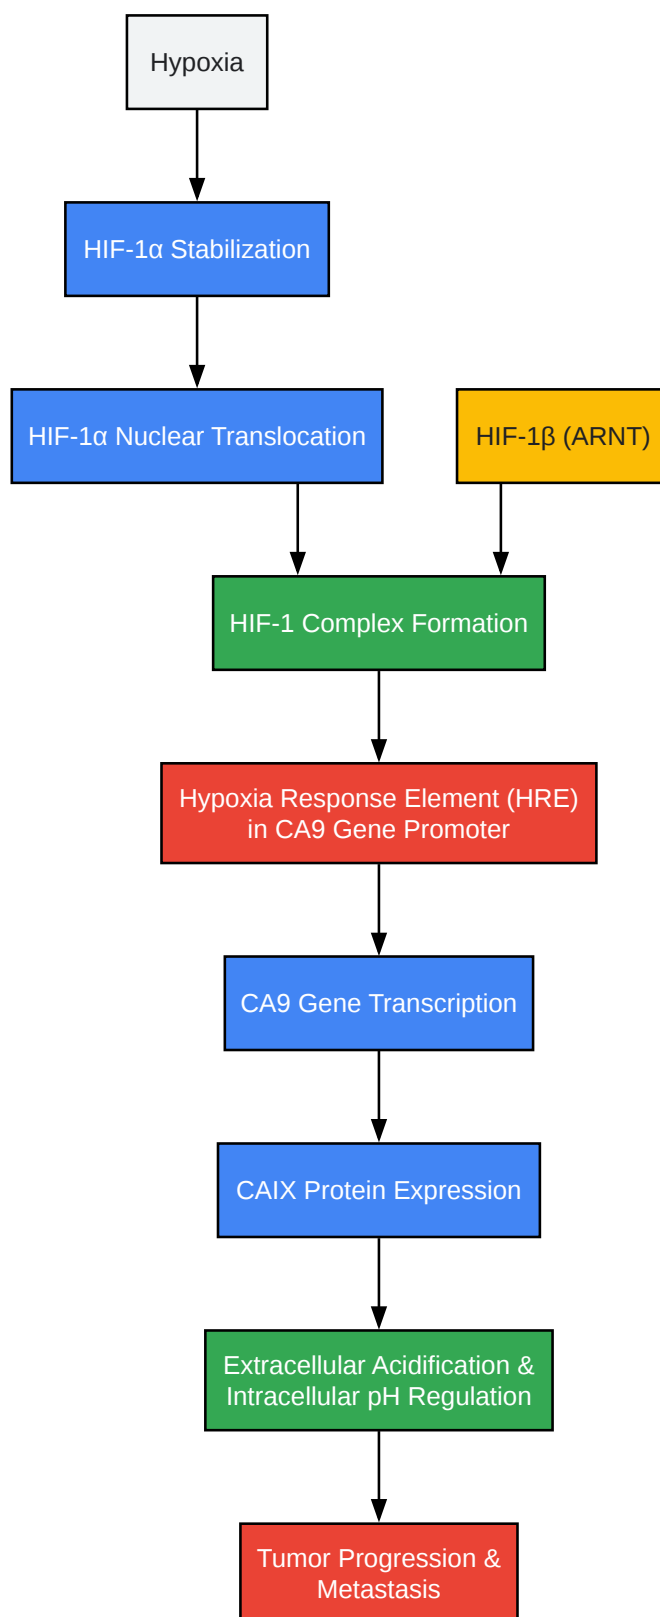 Hypoxia
HIF-1α Stabilization
HIF-1α Nuclear Translocation
HIF-1β (ARNT)
HIF-1 Complex Formation
Hypoxia Response Element (HRE)
in CA9 Gene Promoter
CA9 Gene Transcription
CAIX Protein Expression
Extracellular Acidification &
Intracellular pH Regulation
Tumor Progression &
Metastasis